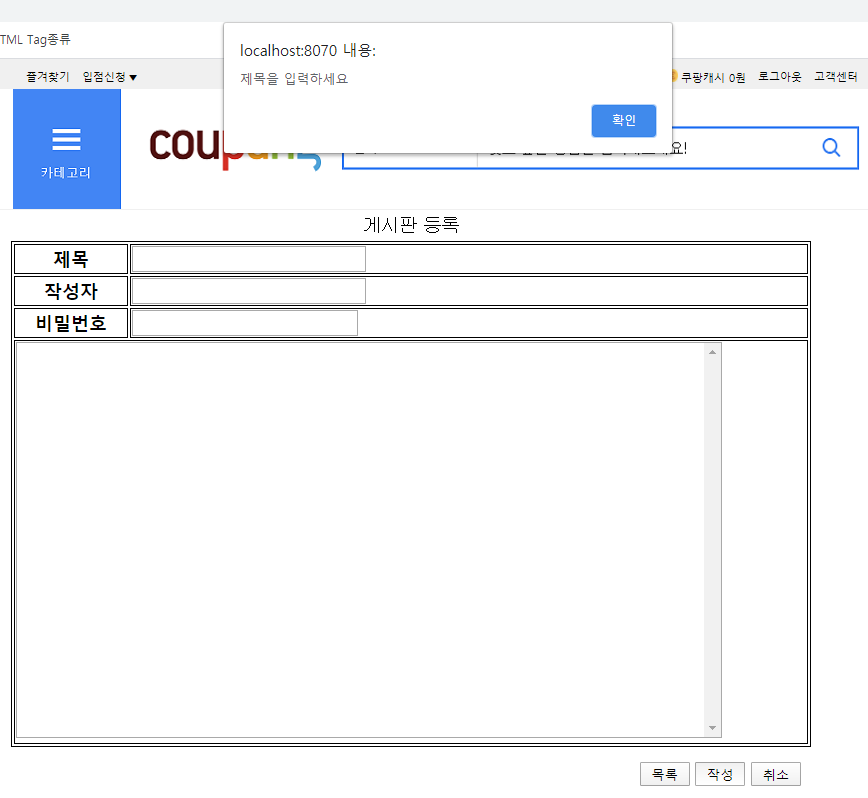 TML Tag종류
localhost:8070 내용:
제목을 입력하세요
확인
즐겨찾기 입점신청▼
쿠팡캐시 0원 로그아웃 고객센터
카테고리
coupang
게시판 등록
제목
작성자
비밀번호
목록 작성 취소